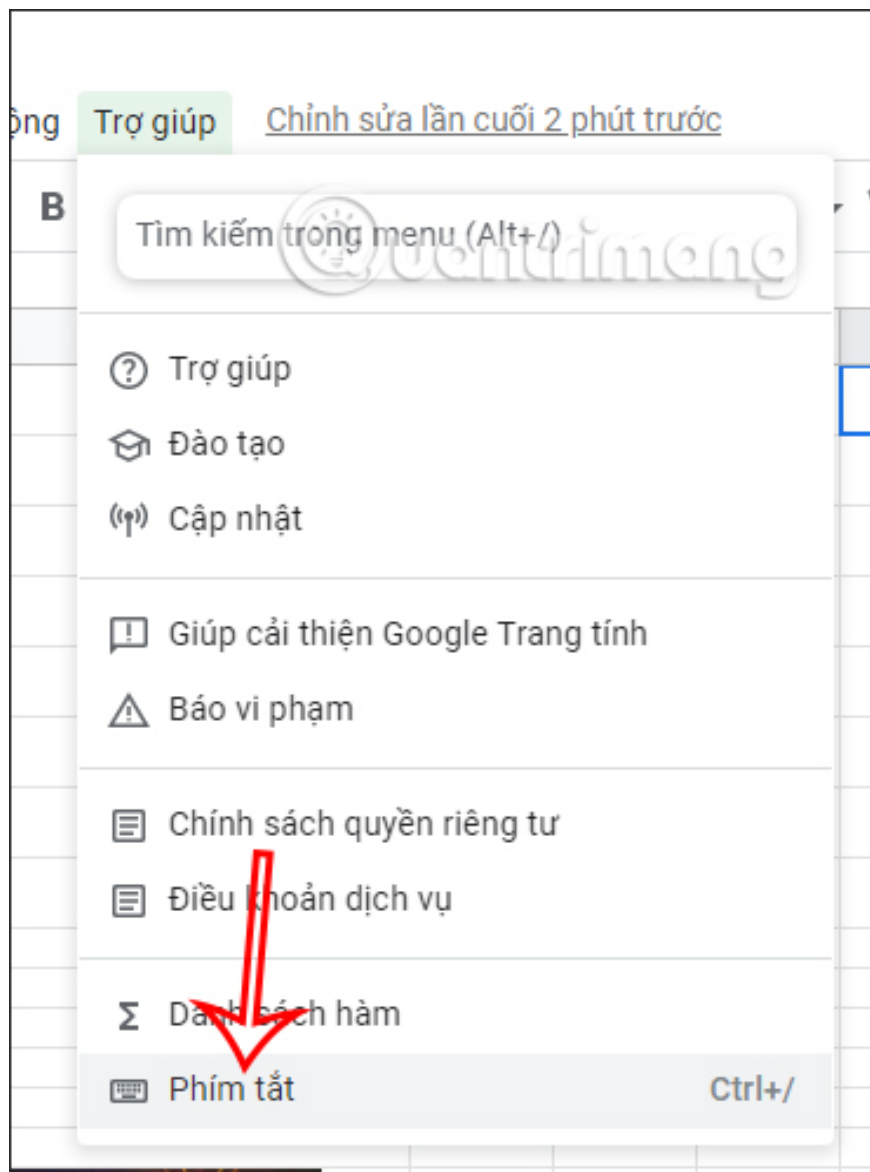 ộng Trợ giúp Chỉnh sửa lần cuối 2 phút trước
B
Tìm kiếm trong menu (Alt+/)
Quantrimang
Trợ giúp
Đào tạo
Cập nhật
Giúp cải thiện Google Trang tính
Báo vi phạm
Chính sách quyền riêng tư
Điều khoản dịch vụ
Σ Danh sách hàm
Phím tắt Ctrl+/